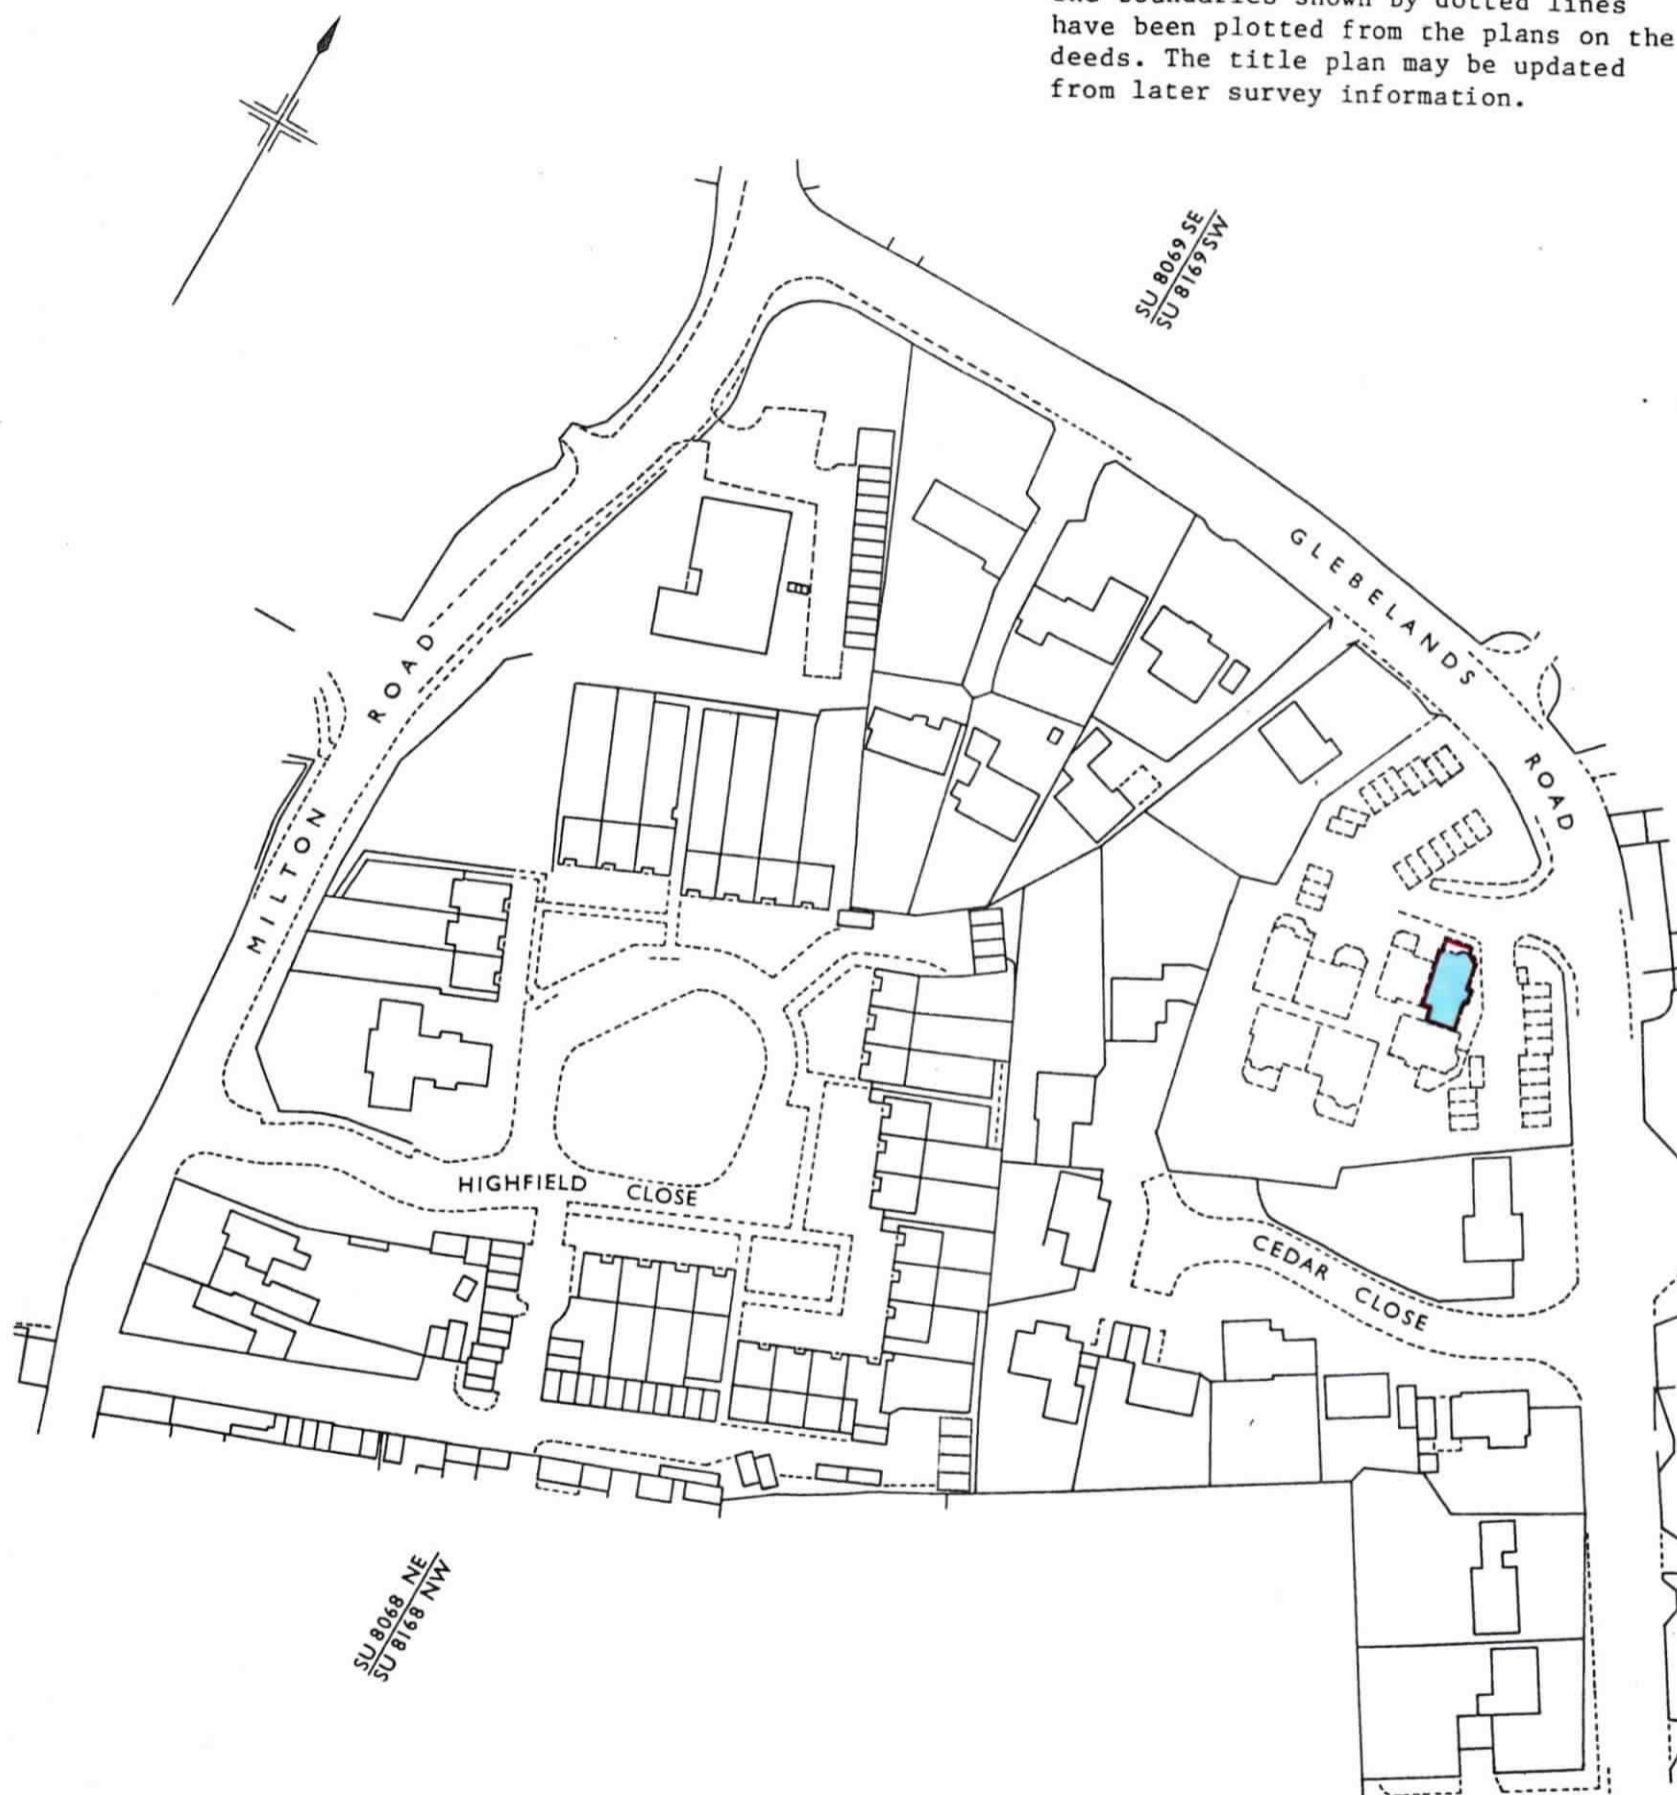 have been plotted from the plans on the
deeds. The title plan may be updated
from later survey information.
SU 8069 SE
SU 8169 SW
GLEBELANDS
ROAD
MILTON ROAD
HIGHFIELD CLOSE
CEDAR CLOSE
SU 8068 NE
SU 8168 NW